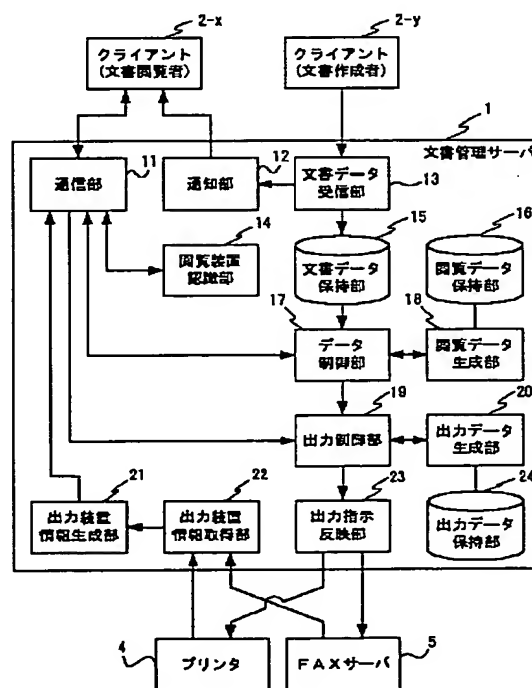 2-x
2-y
クライアント
(文書閲覧者)
クライアント
(文書作成者)
1
文書管理サーバ
11
12
通信部
通知部
文書データ
受信部
13
14
15
16
閲覧装置
認識部
文書データ
保持部
閲覧データ
保持部
17
18
データ
制御部
閲覧データ
生成部
19
20
出力制御部
出力データ
生成部
21
22
23
24
出力装置
情報生成部
出力装置
情報取得部
出力指示
反映部
出力データ
保持部
4
プリンタ
FAXサーバ
5